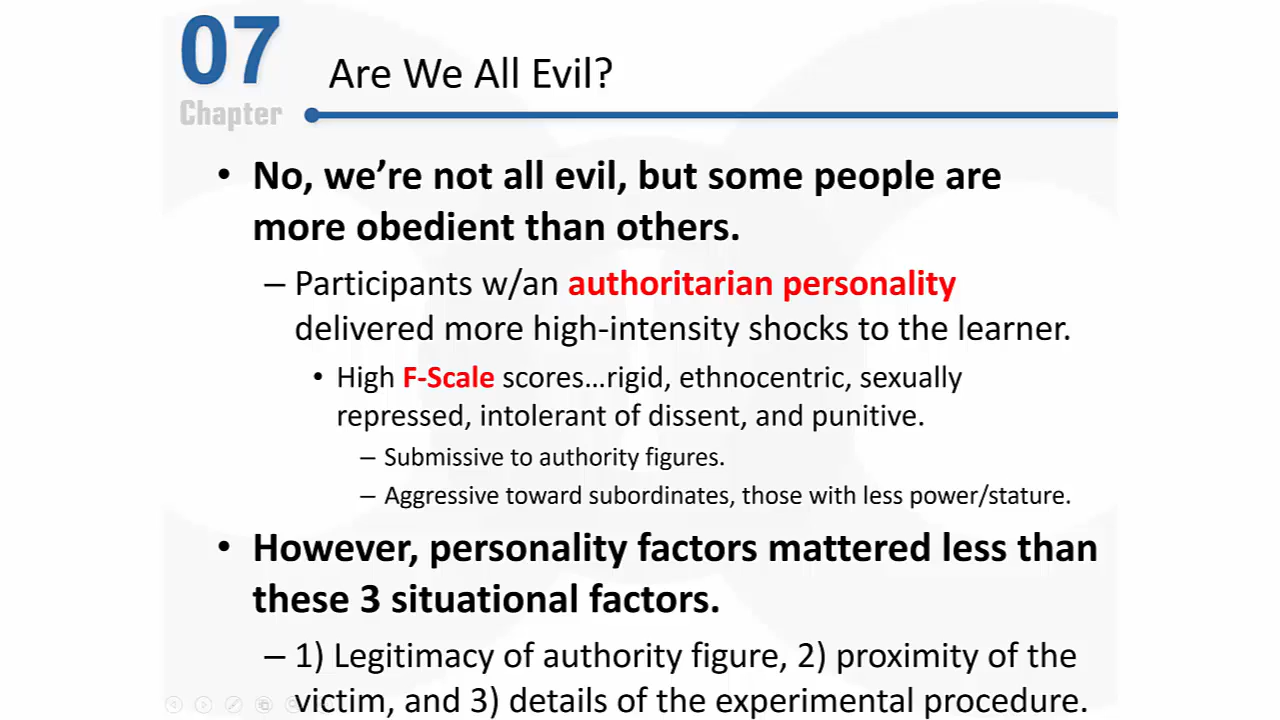 07
Chapter
Are We All Evil?
• No, we’re not all evil, but some people are
more obedient than others.
– Participants w/an authoritarian personality
delivered more high-intensity shocks to the learner.
• High F-Scale scores…rigid, ethnocentric, sexually
repressed, intolerant of dissent, and punitive.
– Submissive to authority figures.
– Aggressive toward subordinates, those with less power/stature.
• However, personality factors mattered less than
these 3 situational factors.
– 1) Legitimacy of authority figure, 2) proximity of the
victim, and 3) details of the experimental procedure.